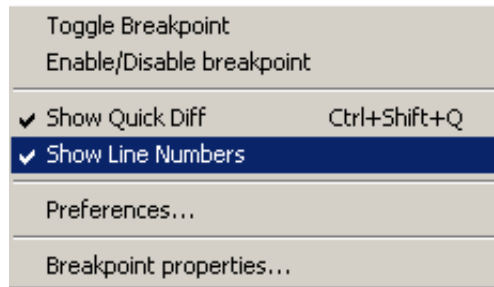 Toggle Breakpoint
Enable/Disable breakpoint
Show Quick Diff Ctrl+Shift+Q
Show Line Numbers
Preferences...
Breakpoint properties...